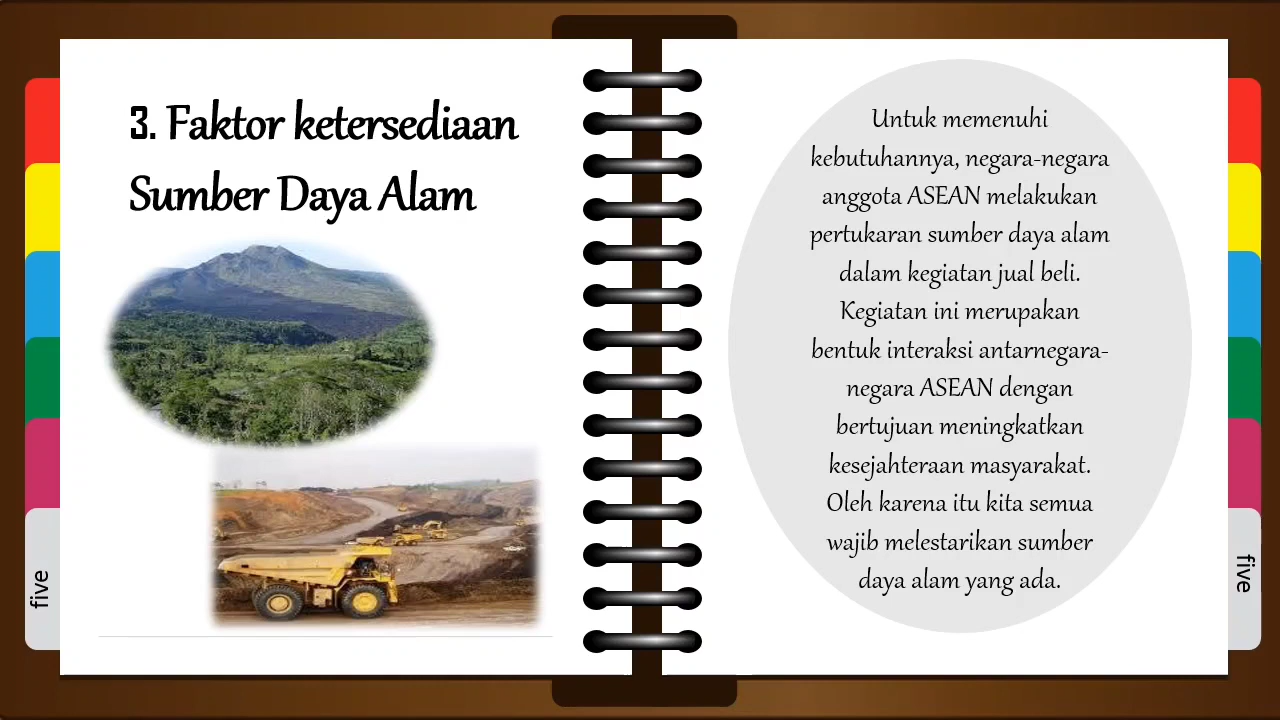 3. Faktor ketersediaan
Sumber Daya Alam
Untuk memenuhi
kebutuhannya, negara-negara
anggota ASEAN melakukan
pertukaran sumber daya alam
dalam kegiatan jual beli.
Kegiatan ini merupakan
bentuk interaksi antarnegara-
negara ASEAN dengan
bertujuan meningkatkan
kesejahteraan masyarakat.
Oleh karena itu kita semua
wajib melestarikan sumber
daya alam yang ada.
five
five